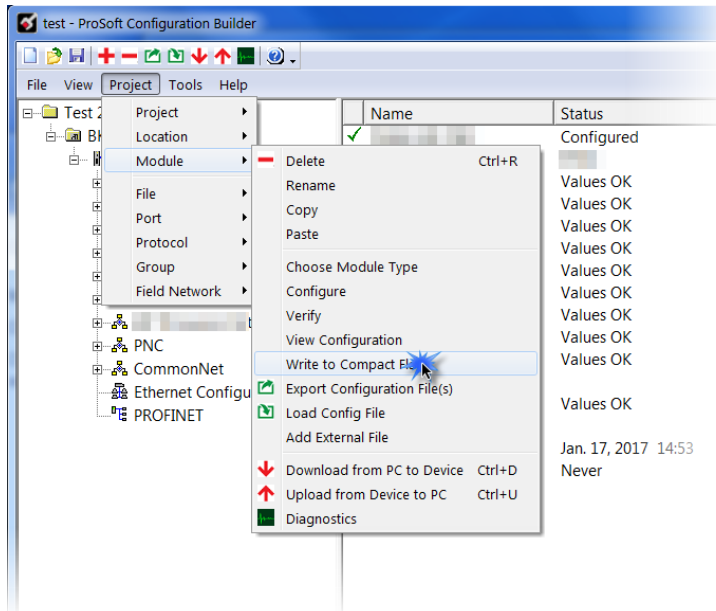 test - ProSoft Configuration Builder
File View Project Tools Help
Test 2
Name Status
Configured
Values OK
Values OK
Values OK
Values OK
Values OK
Values OK
Values OK
Values OK
Values OK
Values OK
Jan. 17, 2017 14:53
Never
PNC
CommonNet
Ethernet Configu
PROFINET
Project
Location
Module
File
Port
Protocol
Group
Field Network
Delete Ctrl+R
Rename
Copy
Paste
Choose Module Type
Configure
Verify
View Configuration
Write to Compact
Export Configuration File(s)
Load Config File
Add External File
Download from PC to Device Ctrl+D
Upload from Device to PC Ctrl+U
Diagnostics